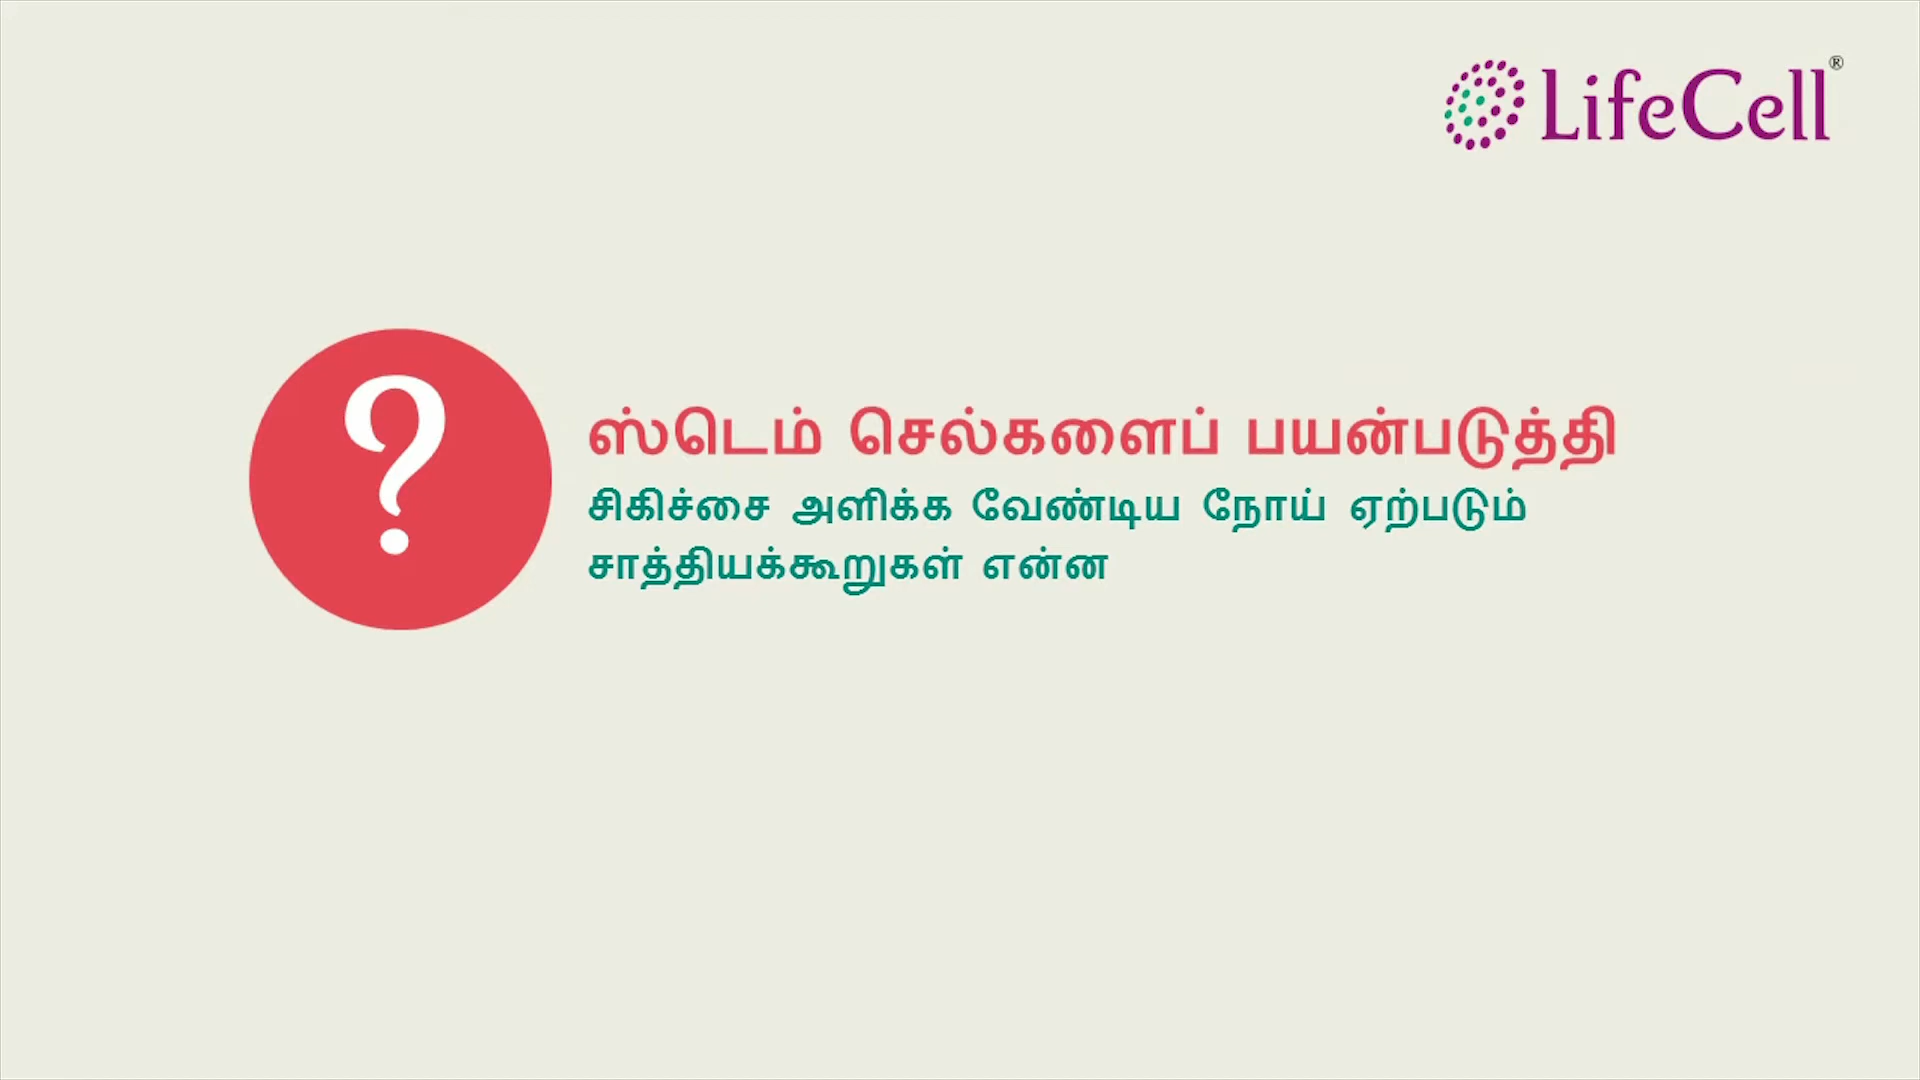 LifeCell®
?
ஸ்டெம் செல்களைப் பயன்படுத்தி
சிகிச்சை அளிக்க வேண்டிய நோய் ஏற்படும்
சாத்தியக்கூறுகள் என்ன